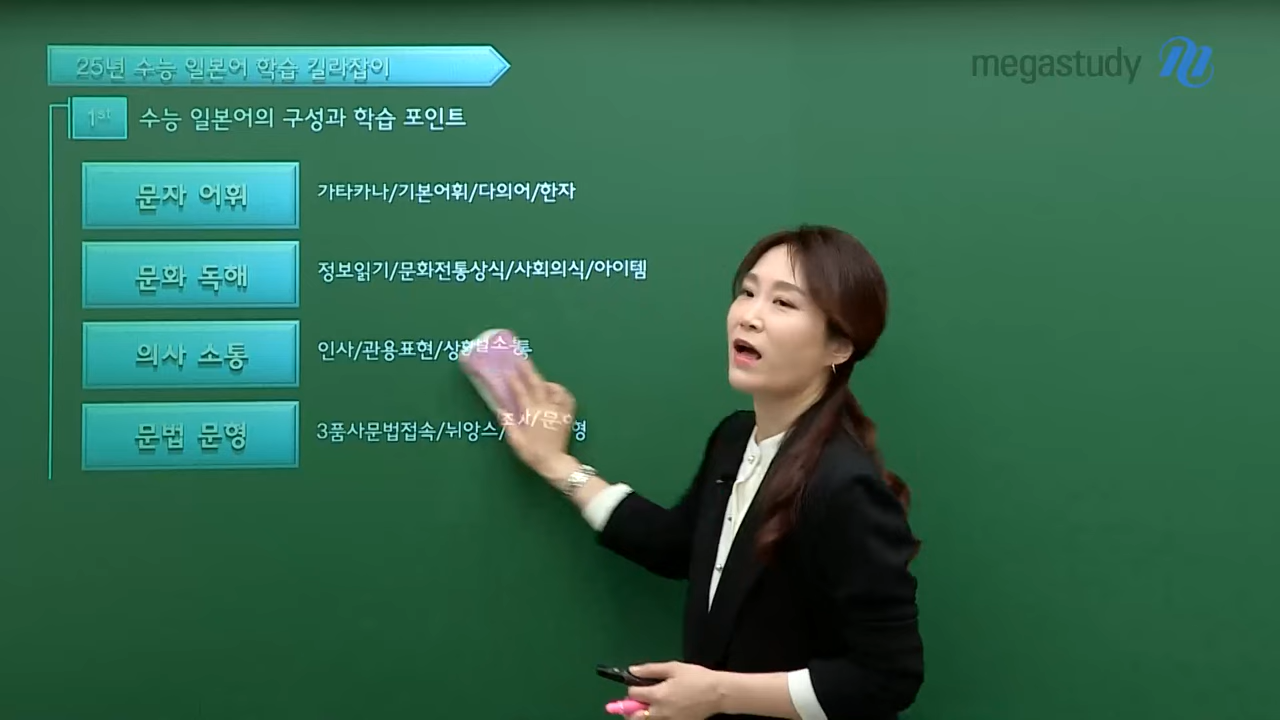 25년 수능 일본어 학습 길라잡이
megastudy
1st 수능 일본어의 구성과 학습 포인트
문자 어휘 가타카나/기본어휘/다의어/한자
문화 독해 정보읽기/문화전통상식/사회의식/아이템
의사 소통 인사/관용표현/상황별소통
문법 문형 3품사문법접속/뉘앙스/조사/문형